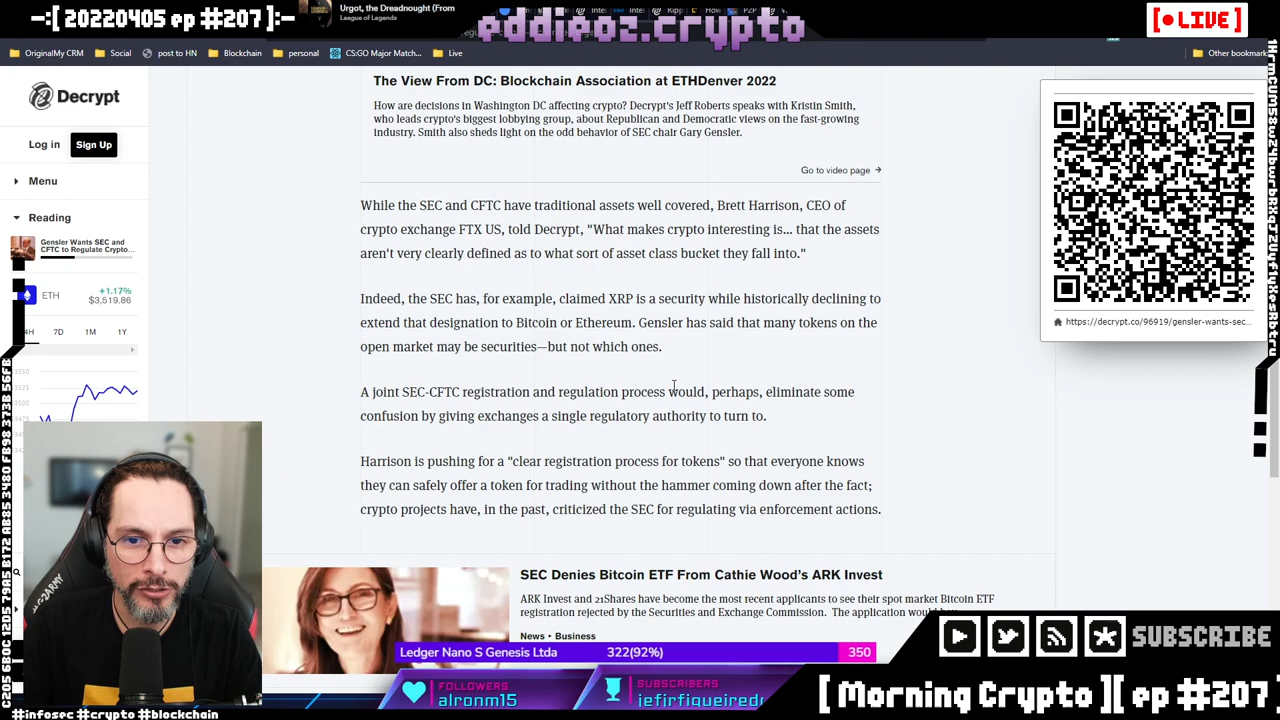 —:[ 20220405 ep #207]:—
Urgot, the Dreadnought (From
League of Legends
eddieoz.crypto
[● LIVE]
OriginalMy CRM
Social
post to HN
Blockchain
personal
CS:GO Major Match...
Live
Other bookmark
Decrypt
Log in
Sign Up
Menu
Reading
Gensler Wants SEC and
CFTC to Regulate Crypto...
ETH
+1.17%
$3,519.86
7D
1M
1Y
The View From DC: Blockchain Association at ETHDenver 2022
How are decisions in Washington DC affecting crypto? Decrypt's Jeff Roberts speaks with Kristin Smith,
who leads crypto's biggest lobbying group, about Republican and Democratic views on the fast-growing
industry. Smith also sheds light on the odd behavior of SEC chair Gary Gensler.
Go to video page →
While the SEC and CFTC have traditional assets well covered, Brett Harrison, CEO of
crypto exchange FTX US, told Decrypt, "What makes crypto interesting is... that the assets
aren't very clearly defined as to what sort of asset class bucket they fall into."
Indeed, the SEC has, for example, claimed XRP is a security while historically declining to
extend that designation to Bitcoin or Ethereum. Gensler has said that many tokens on the
open market may be securities—but not which ones.
A joint SEC-CFTC registration and regulation process would, perhaps, eliminate some
confusion by giving exchanges a single regulatory authority to turn to.
Harrison is pushing for a "clear registration process for tokens" so that everyone knows
they can safely offer a token for trading without the hammer coming down after the fact;
crypto projects have, in the past, criticized the SEC for regulating via enforcement actions.
https://decrypt.co/96919/gensler-wants-sec...
SEC Denies Bitcoin ETF From Cathie Wood's ARK Invest
ARK Invest and 21Shares have become the most recent applicants to see their spot market Bitcoin ETF
registration rejected by the Securities and Exchange Commission. The application would
News • Business
Ledger Nano S Genesis Ltda
322(92%)
350
FOLLOWERS
alronm15
SUBSCRIBERS
jefirfigueired
SUBSCRIBE
[ Morning Crypto ][ ep #207]
#infosec #crypto #blockchain